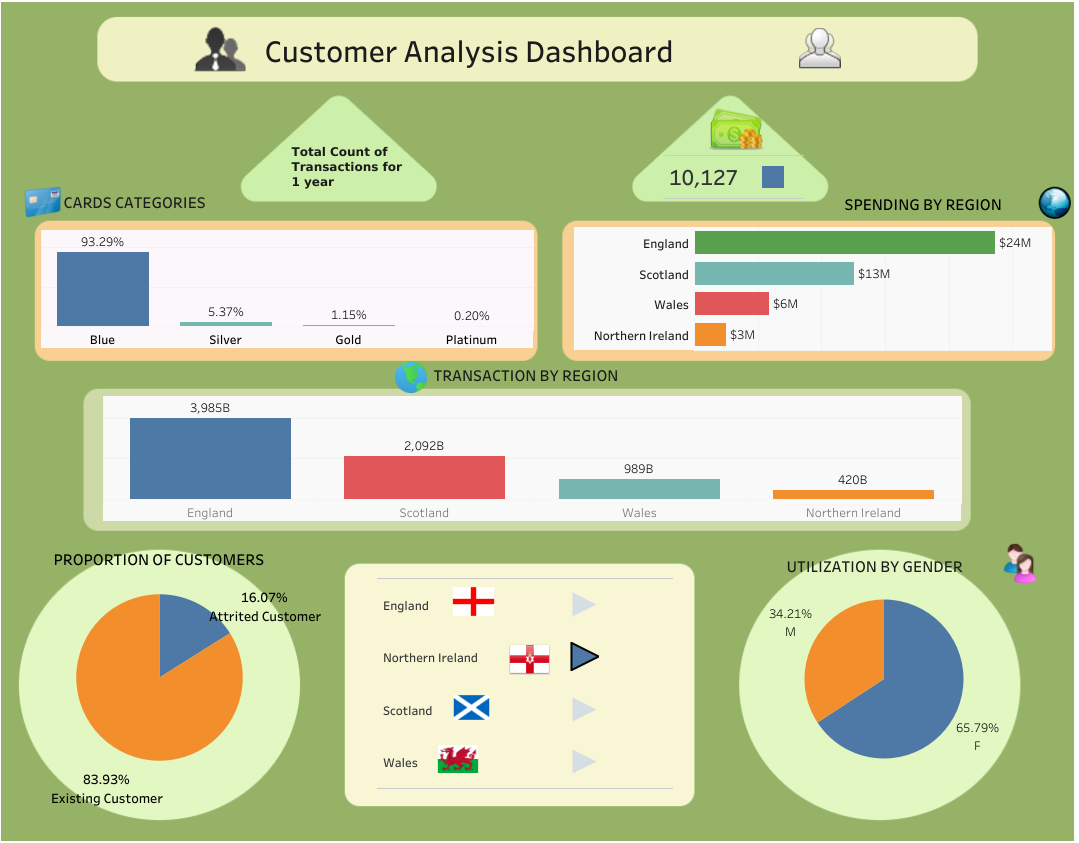 Customer Analysis Dashboard
Total Count of
Transactions for
1 year
10,127
CARDS CATEGORIES
93.29%
5.37%
1.15%
0.20%
Blue
Silver
Gold
Platinum
SPENDING BY REGION
England
$24M
Scotland
$13M
Wales
$6M
Northern Ireland
$3M
TRANSACTION BY REGION
3,985B
2,092B
989B
420B
England
Scotland
Wales
Northern Ireland
PROPORTION OF CUSTOMERS
16.07%
Attrited Customer
83.93%
Existing Customer
England
Northern Ireland
Scotland
Wales
UTILIZATION BY GENDER
34.21%
M
65.79%
F